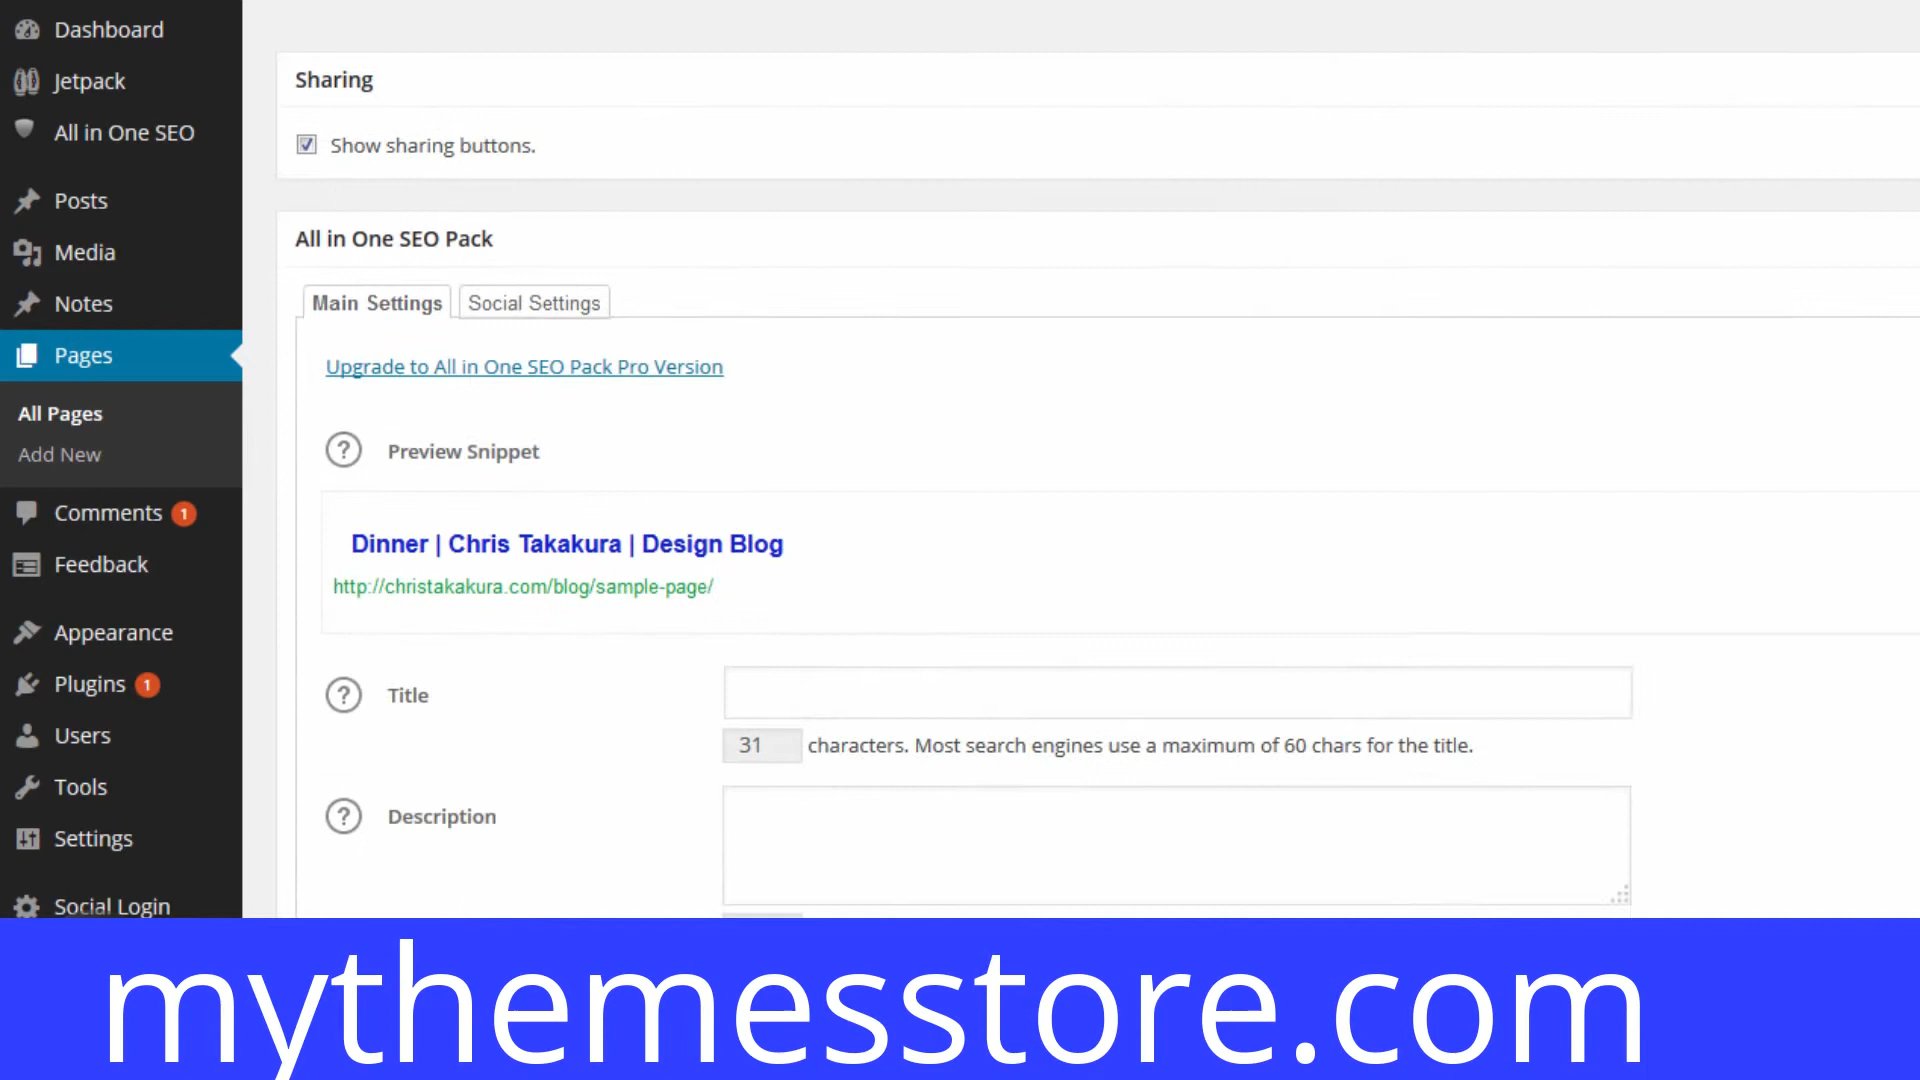 Dashboard
Jetpack
All in One SEO
Posts
Media
Notes
Pages
All Pages
Add New
Comments 1
Feedback
Appearance
Plugins 1
Users
Tools
Settings
Social Login
Sharing
Show sharing buttons.
All in One SEO Pack
Main Settings
Social Settings
Upgrade to All in One SEO Pack Pro Version
? Preview Snippet
Dinner | Chris Takakura | Design Blog
http://christakakura.com/blog/sample-page/
? Title
31 characters. Most search engines use a maximum of 60 chars for the title.
? Description
mythemesstore.com